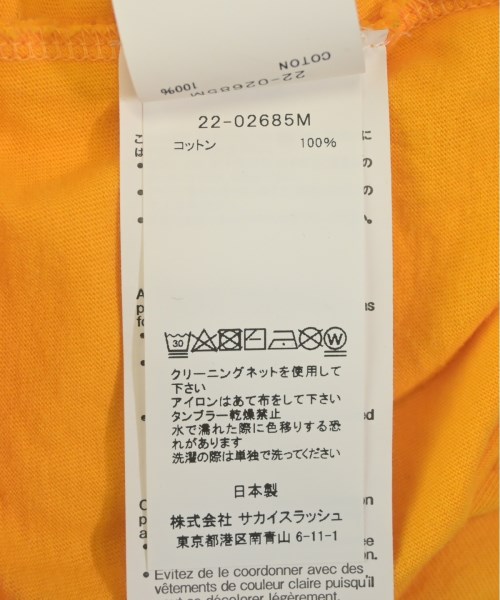 COTON 100%
22-02685M
22-02685M
コットン 100%
30
W
クリーニングネットを使用して
下さい
アイロンはあて布をして下さい
タンブラー乾燥禁止
水で濡れた際に色移りする恐
れがあります
洗濯の際は単独で洗ってください
日本製
株式会社 サカイスラッシュ
東京都港区南青山 6-11-1
• Evitez de le coordonner avec des
vêtements de couleur claire puisqu'il